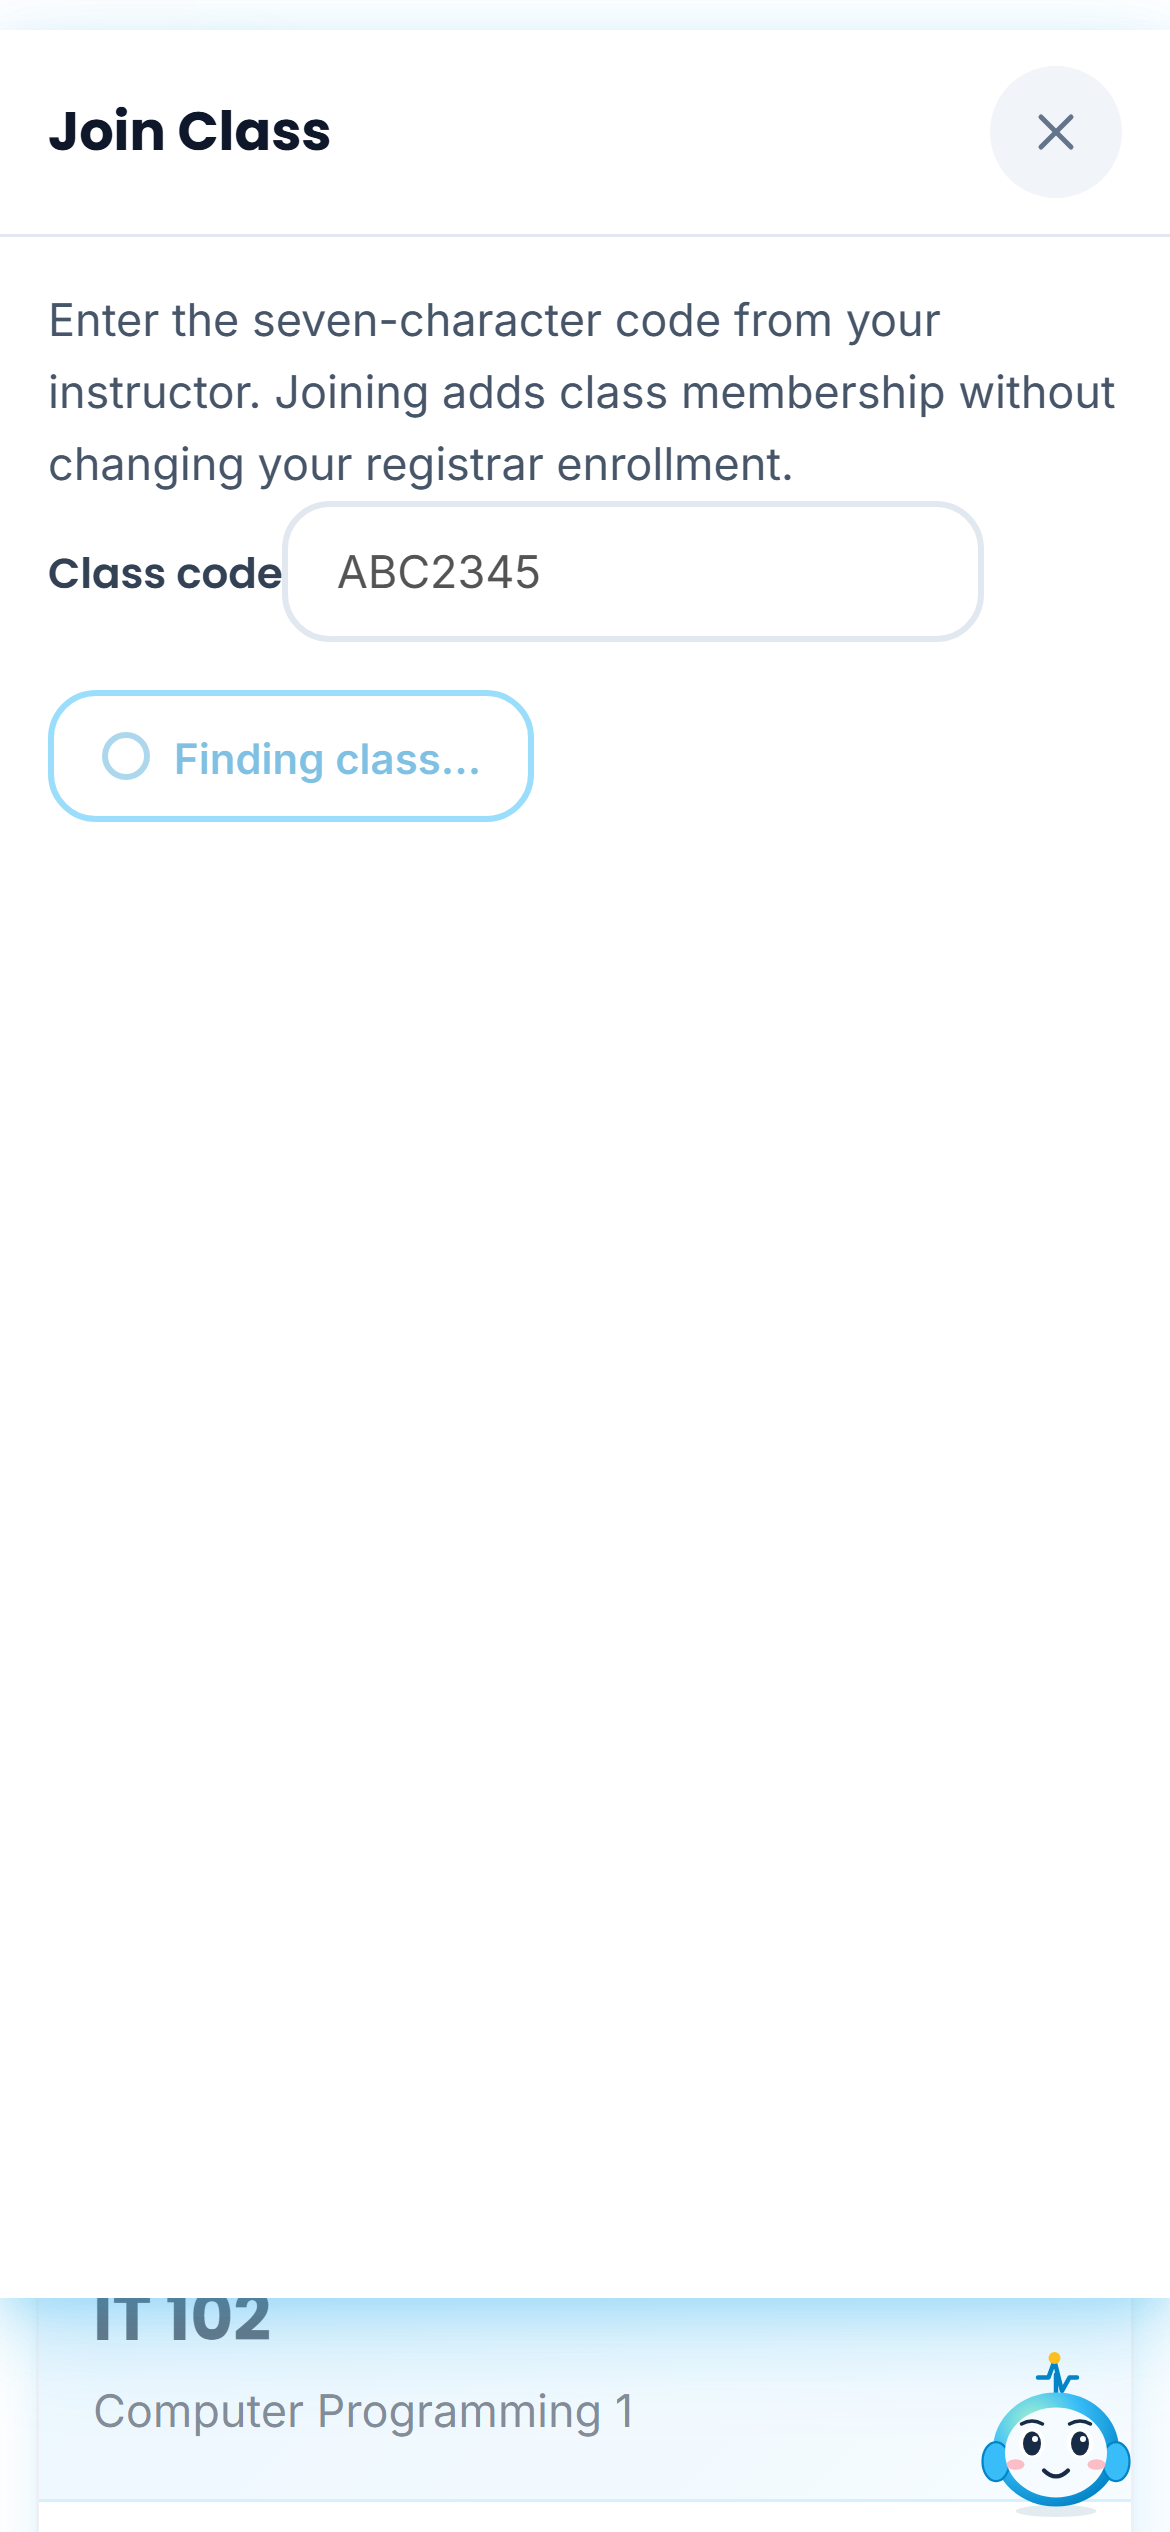 Join Class
Enter the seven-character code from your
instructor. Joining adds class membership without
changing your registrar enrollment.
Class code
ABC2345
Finding class...
IT 102
Computer Programming 1